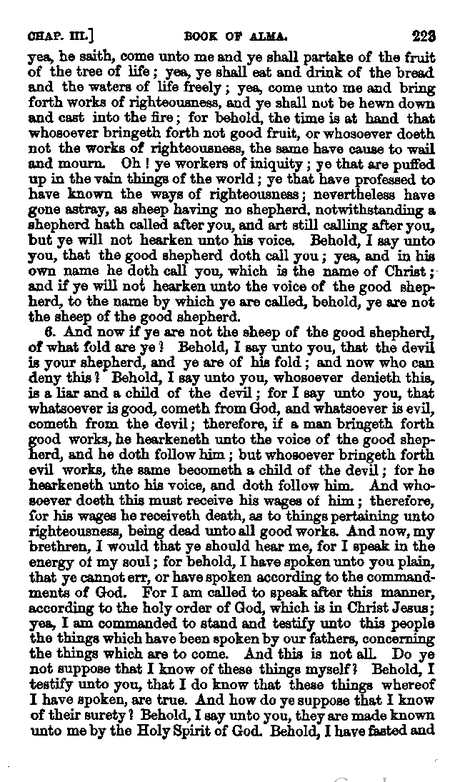 CHAP. III.] BOOK OF ALMA. 223
yea, he saith, come unto me and ye shall partake of the fruit
of the tree of life; yea, ye shall eat and drink of the bread
and the waters of life freely; yea, come unto me and bring
forth works of righteousness, and ye shall not be hewn down
and cast into the fire; for behold, the time is at hand that
whosoever bringeth forth not good fruit, or whosoever doeth
not the works of righteousness, the same have cause to wail
and mourn. Oh! ye workers of iniquity; ye that are puffed
up in the vain things of the world; ye that have professed to
have known the ways of righteousness; nevertheless have
gone astray, as sheep having no shepherd, notwithstanding a
shepherd hath called after you, and art still calling after you,
but ye will not hearken unto his voice. Behold, I say unto
you, that the good shepherd doth call you; yea, and in his
own name he doth call you, which is the name of Christ;
and if ye will not hearken unto the voice of the good shep-
herd, to the name by which ye are called, behold, ye are not
the sheep of the good shepherd.
6. And now if ye are not the sheep of the good shepherd,
of what fold are ye? Behold, I say unto you, that the devil
is your shepherd, and ye are of his fold; and now who can
deny this? Behold, I say unto you, whosoever denieth this,
is a liar and a child of the devil; for I say unto you, that
whatsoever is good, cometh from God, and whatsoever is evil,
cometh from the devil; therefore, if a man bringeth forth
good works, he hearkeneth unto the voice of the good shep-
herd, and he doth follow him; but whosoever bringeth forth
evil works, the same becometh a child of the devil; for he
hearkeneth unto his voice, and doth follow him. And who-
soever doeth this must receive his wages of him; therefore,
for his wages he receiveth death, as to things pertaining unto
righteousness, being dead unto all good works. And now, my
brethren, I would that ye should hear me, for I speak in the
energy of my soul; for behold, I have spoken unto you plain,
that ye cannot err, or have spoken according to the command-
ments of God. For I am called to speak after this manner,
according to the holy order of God, which is in Christ Jesus;
yea, I am commanded to stand and testify unto this people
the things which have been spoken by our fathers, concerning
the things which are to come. And this is not all. Do ye
not suppose that I know of these things myself? Behold, I
testify unto you, that I do know that these things whereof
I have spoken, are true. And how do ye suppose that I know
of their surety? Behold, I say unto you, they are made known
unto me by the Holy Spirit of God. Behold, I have fasted and